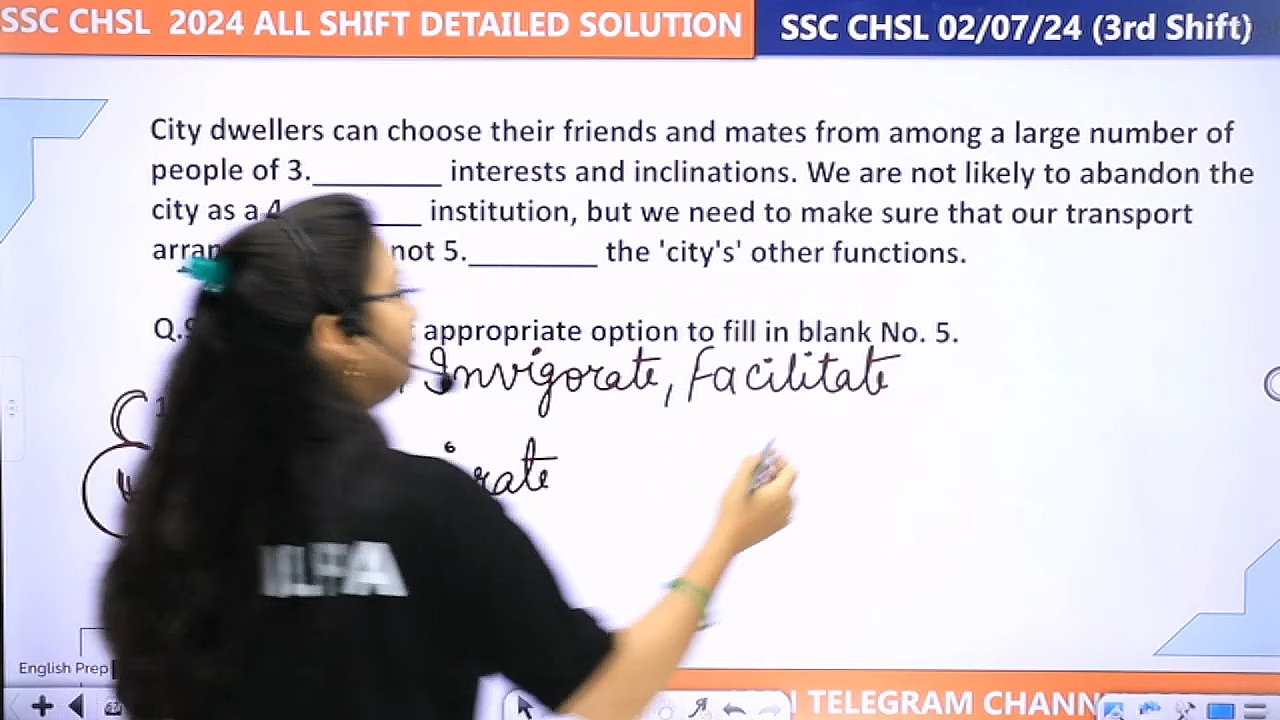 SSC CHSL 2024 ALL SHIFT DETAILED SOLUTION
SSC CHSL 02/07/24 (3rd Shift)
City dwellers can choose their friends and mates from among a large number of
people of 3.________ interests and inclinations. We are not likely to abandon the
city as a 4 ______ institution, but we need to make sure that our transport
not 5.________ the 'city's' other functions.
appropriate option to fill in blank No. 5.
Invigorate, Facilitate
English Prep
TELEGRAM